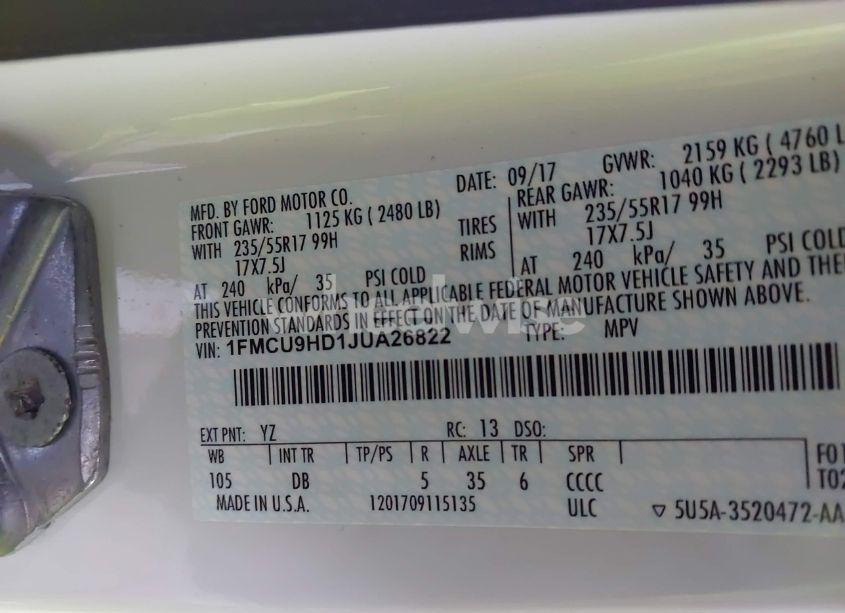 MFD. BY FORD MOTOR CO. DATE: 09/17 GVWR: 2159 KG ( 4760 L
FRONT GAWR: 1125 KG ( 2480 LB) REAR GAWR: 1040 KG ( 2293 LB)
WITH 235/55R17 99H TIRES WITH 235/55R17 99H
17X7.5J RIMS 17X7.5J
AT 240 kPa/ 35 PSI COLD AT 240 kPa/ 35 PSI COLD
THIS VEHICLE CONFORMS TO ALL APPLICABLE FEDERAL MOTOR VEHICLE SAFETY AND THEF
PREVENTION STANDARDS IN EFFECT ON THE DATE OF MANUFACTURE SHOWN ABOVE.
VIN: 1FMCU9HD1JUA26822 TYPE: MPV
EXT PNT: YZ RC: 13 DSO:
WB INT TR TP/PS R AXLE TR SPR F01
105 DB 5 35 6 CCCC T02
MADE IN U.S.A. 1201709115135 ULC ▽ 5U5A-3520472-AA